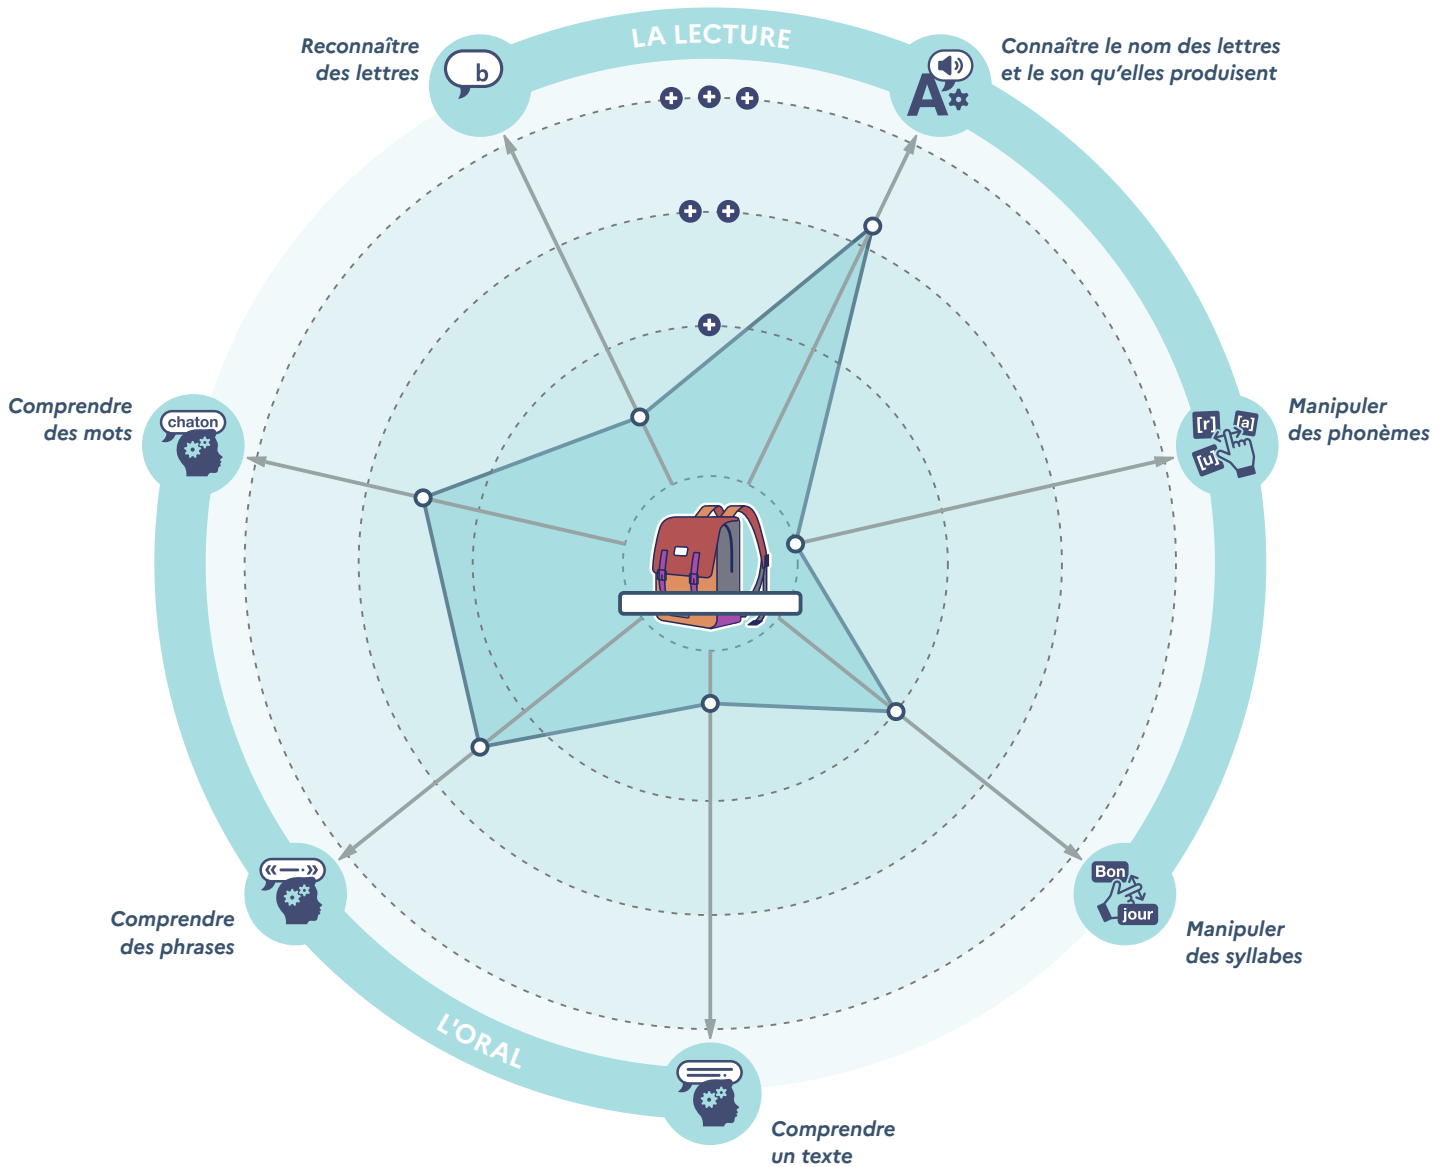 LA LECTURE
Reconnaître
des lettres
b
Connaître le nom des lettres
et le son qu'elles produisent
A
Comprendre
des mots
chaton
Manipuler
des phonèmes
[r]
[a]
[u]
Comprendre
des phrases
«—·»
Bon
jour
Manipuler
des syllabes
L'ORAL
Comprendre
un texte